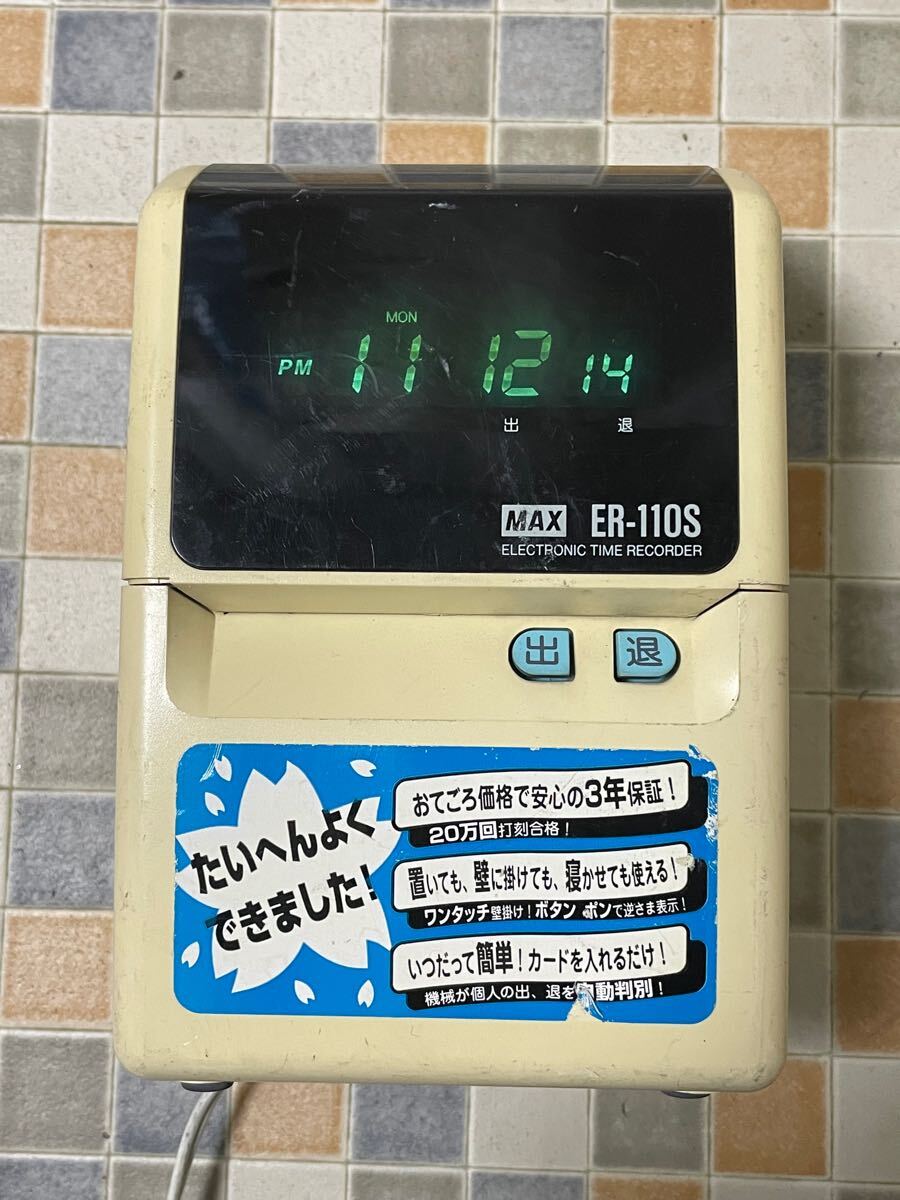 MON
PM 11 12 14
出 退
MAX ER-110S
ELECTRONIC TIME RECORDER
出 退
たいへんよく
できました!
おてごろ価格で安心の3年保証!
20万回打刻合格!
置いても、壁に掛けても、寝かせても使える!
ワンタッチ壁掛け!ボタン ポンで逆さま表示!
いつだって簡単!カードを入れるだけ!
機械が個人の出、退を自動判別!